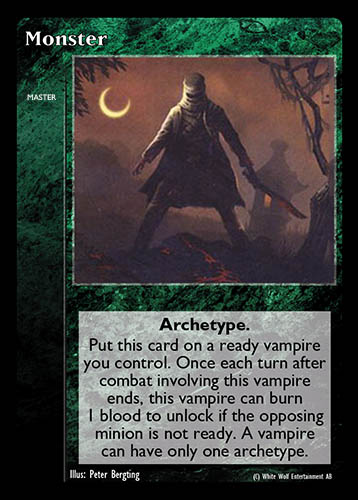 Monster
MASTER
Archetype.
Put this card on a ready vampire
you control. Once each turn after
combat involving this vampire
ends, this vampire can burn
1 blood to unlock if the opposing
minion is not ready. A vampire
can have only one archetype.
Illus: Peter Bergting
(C) White Wolf Entertainment AB